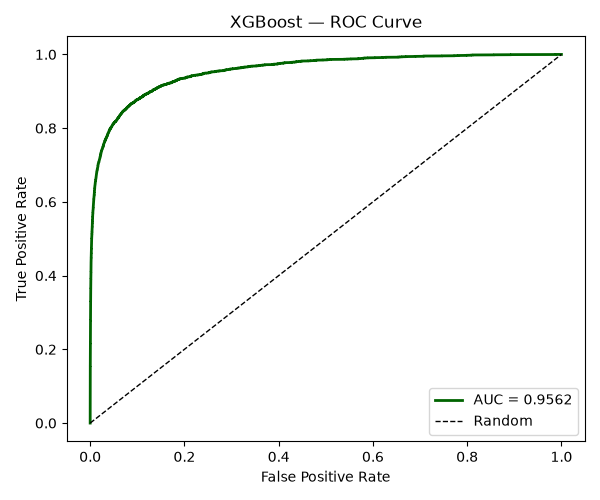 XGBoost — ROC Curve
True Positive Rate
1.0
0.8
0.6
0.4
0.2
0.0
0.0 0.2 0.4 0.6 0.8 1.0
False Positive Rate
AUC = 0.9562
Random